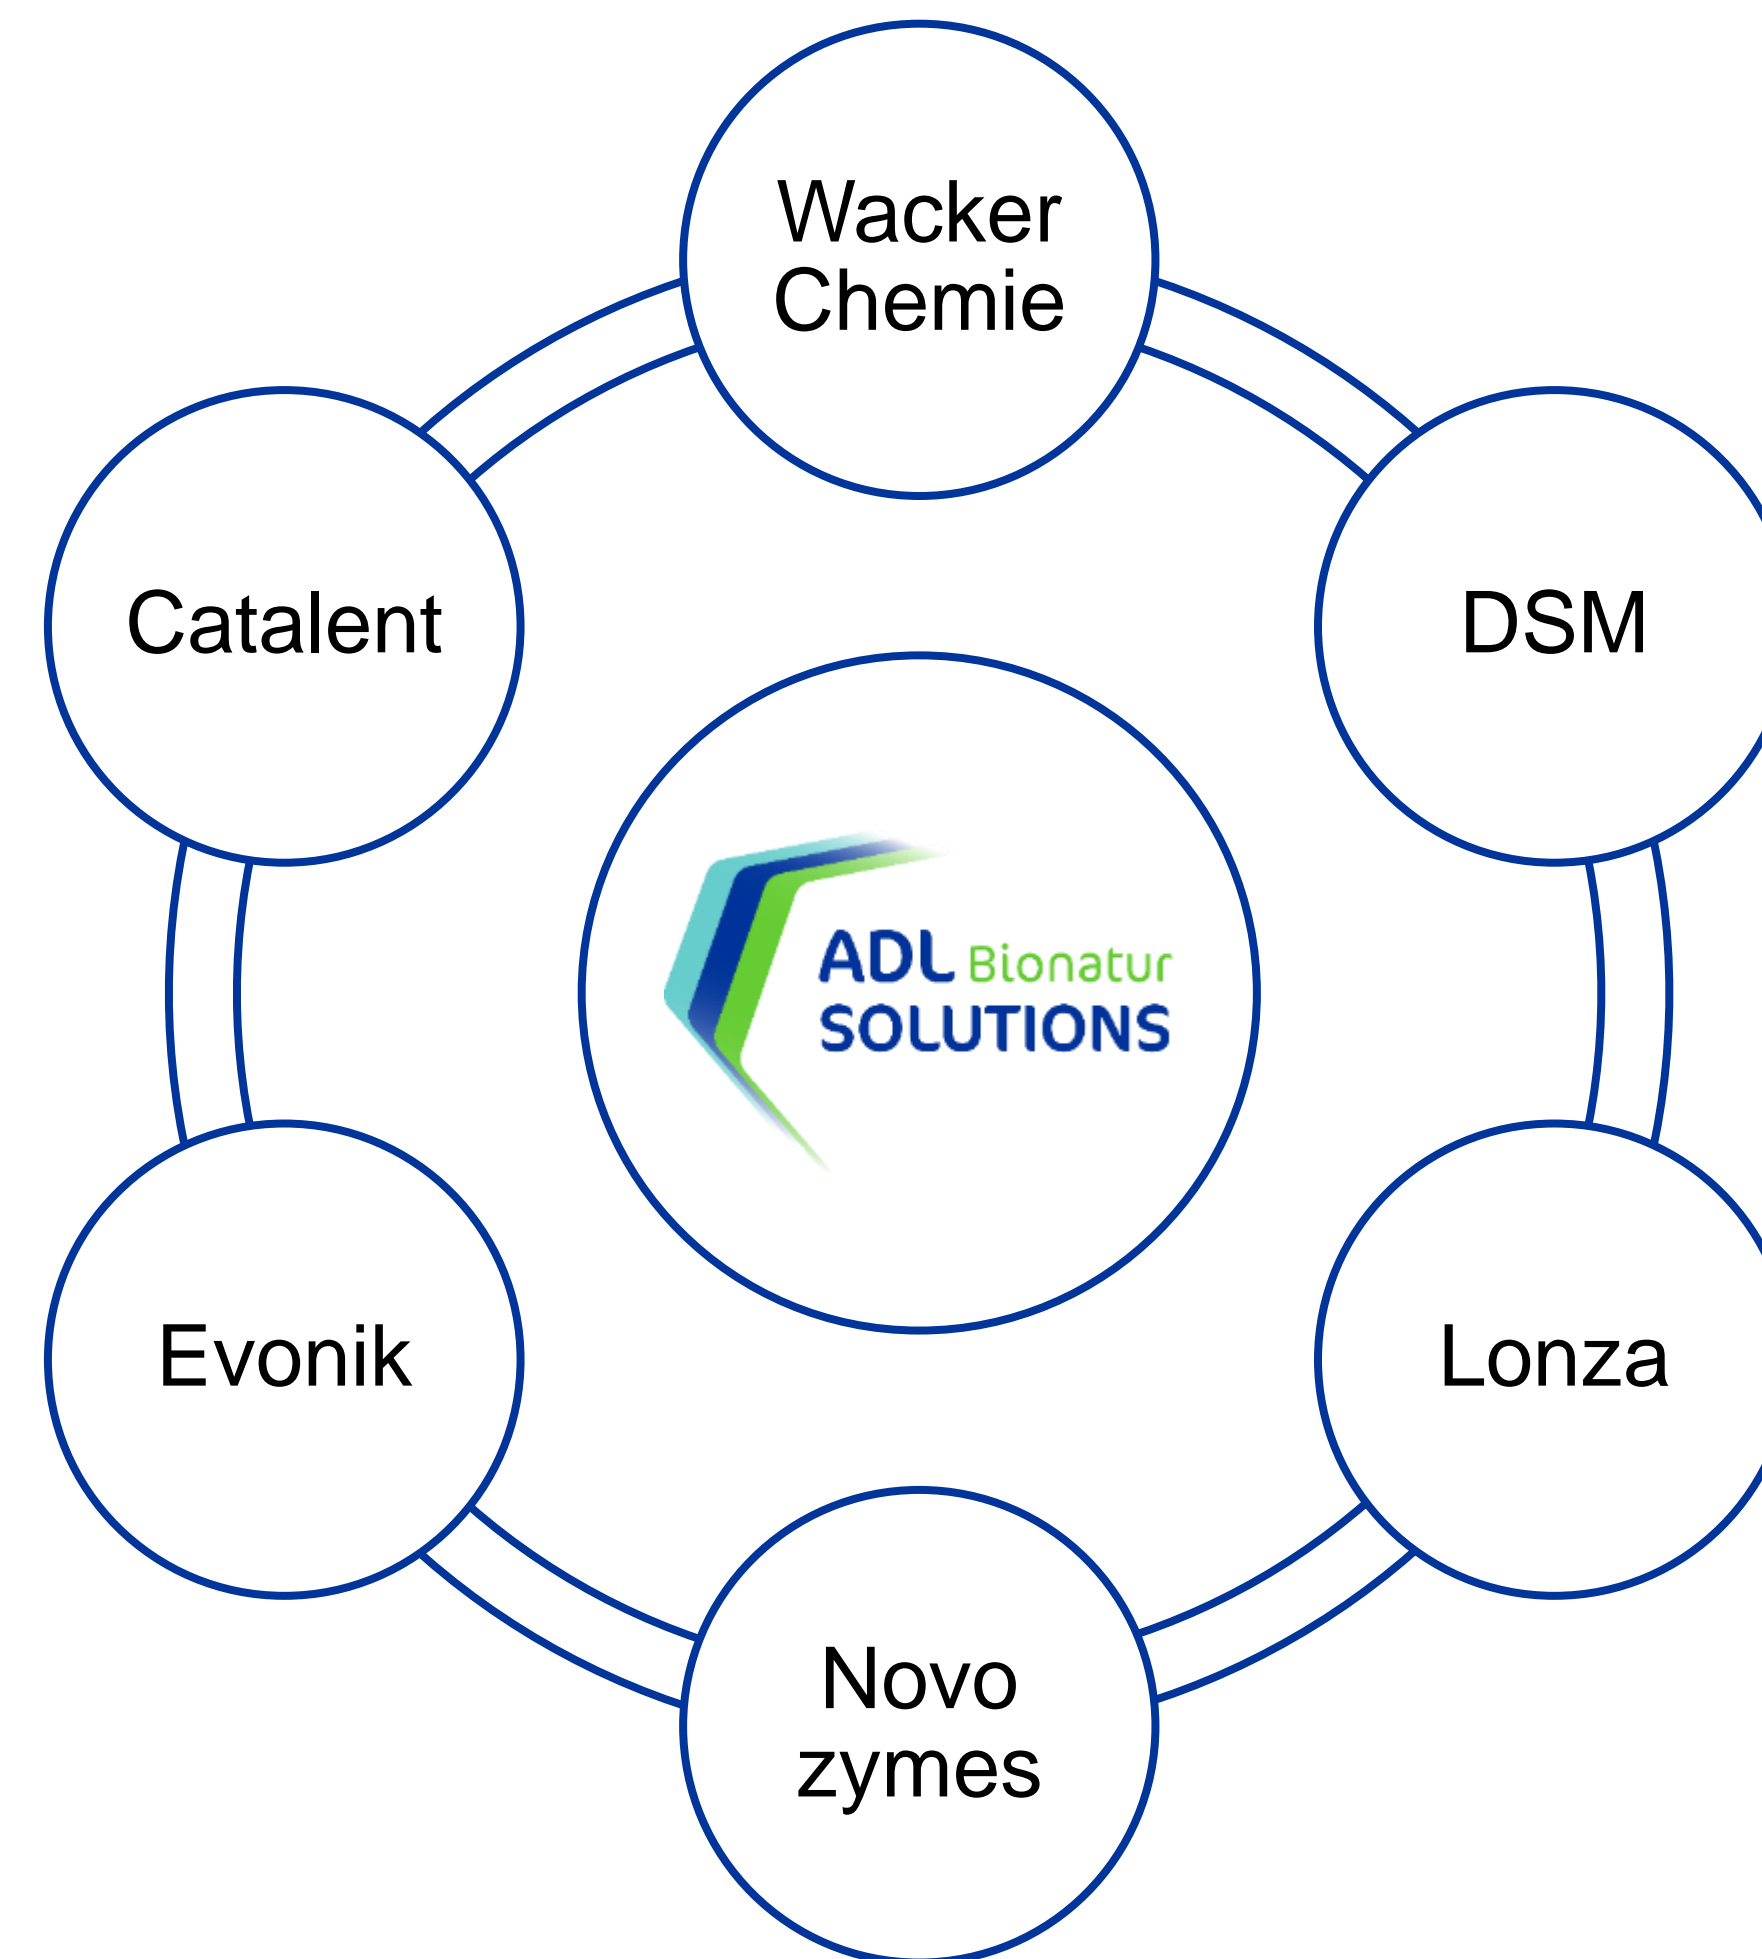 Wacker
Chemie
Catalent
DSM
ADL Bionatur
SOLUTIONS
Evonik
Lonza
Novo
zymes